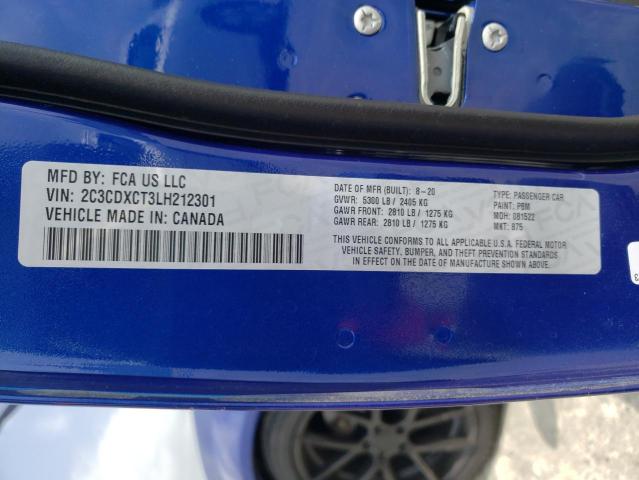 MFD BY: FCA US LLC
VIN: 2C3CDXCT3LH212301
VEHICLE MADE IN: CANADA
DATE OF MFR (BUILT): 8-20
GVWR: 5300 LB / 2405 KG
GAWR FRONT: 2810 LB / 1275 KG
GAWR REAR: 2810 LB / 1275 KG
TYPE: PASSENGER CAR
PAINT: PBM
MDH: 081522
MKT: 875
THIS VEHICLE CONFORMS TO ALL APPLICABLE U.S.A. FEDERAL MOTOR
VEHICLE SAFETY, BUMPER, AND THEFT PREVENTION STANDARDS
IN EFFECT ON THE DATE OF MANUFACTURE SHOWN ABOVE.